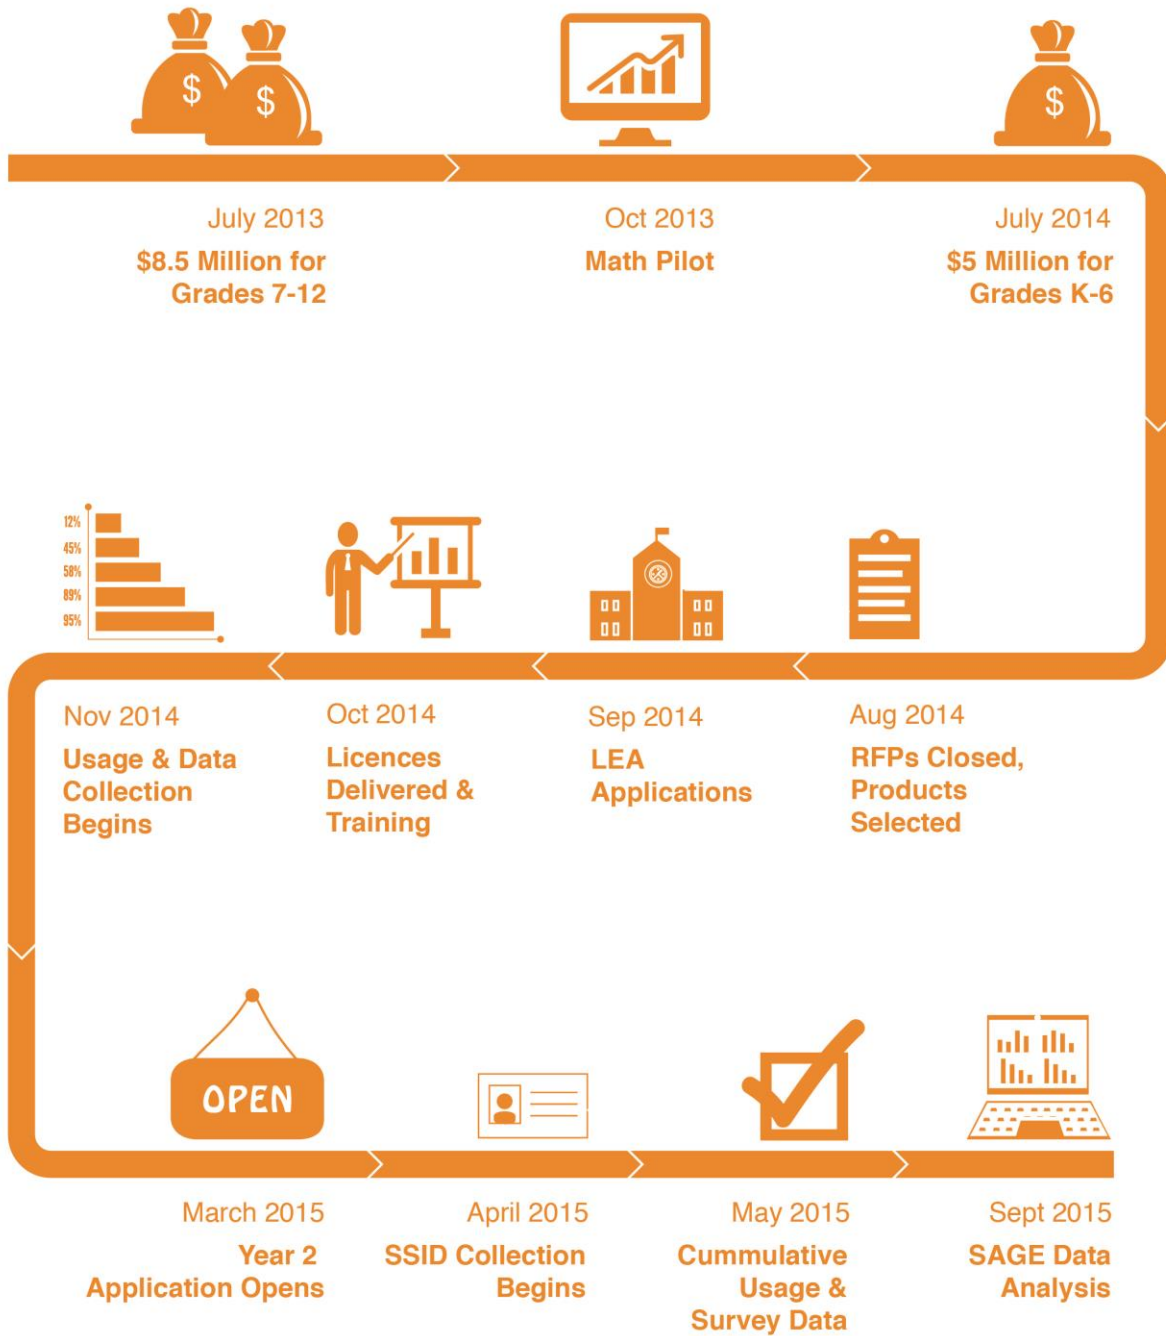 $
$
$
July 2013
$8.5 Million for
Grades 7-12
Oct 2013
Math Pilot
July 2014
$5 Million for
Grades K-6
12%
45%
58%
89%
95%
Aug 2014
RFPs Closed,
Products
Selected
Sep 2014
LEA
Applications
Oct 2014
Licences
Delivered &
Training
Nov 2014
Usage & Data
Collection
Begins
OPEN
March 2015
Year 2
Application Opens
April 2015
SSID Collection
Begins
May 2015
Cummulative
Usage &
Survey Data
Sept 2015
SAGE Data
Analysis